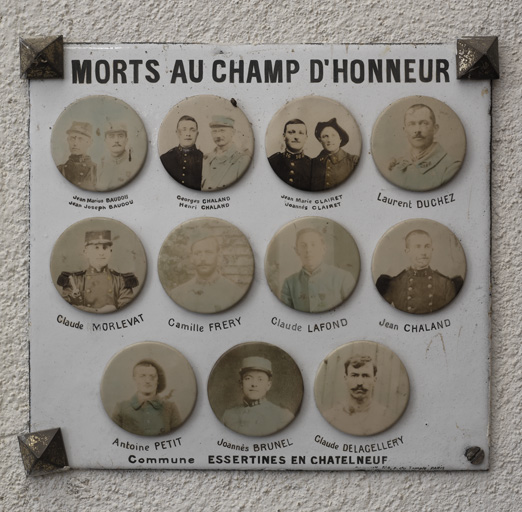 MORTS AU CHAMP D'HONNEUR
Jean Marius BAUDOU
Jean Joseph BAUDOU
Georges CHALAND
Henri CHALAND
Jean Marie CLAIRET
Joannès CLAIRET
Laurent DUCHEZ
Claude MORLEVAT
Camille FRERY
Claude LAFOND
Jean CHALAND
Antoine PETIT
Joannès BRUNEL
Claude DELAGELLERY
Commune ESSERTINES EN CHATELNEUF